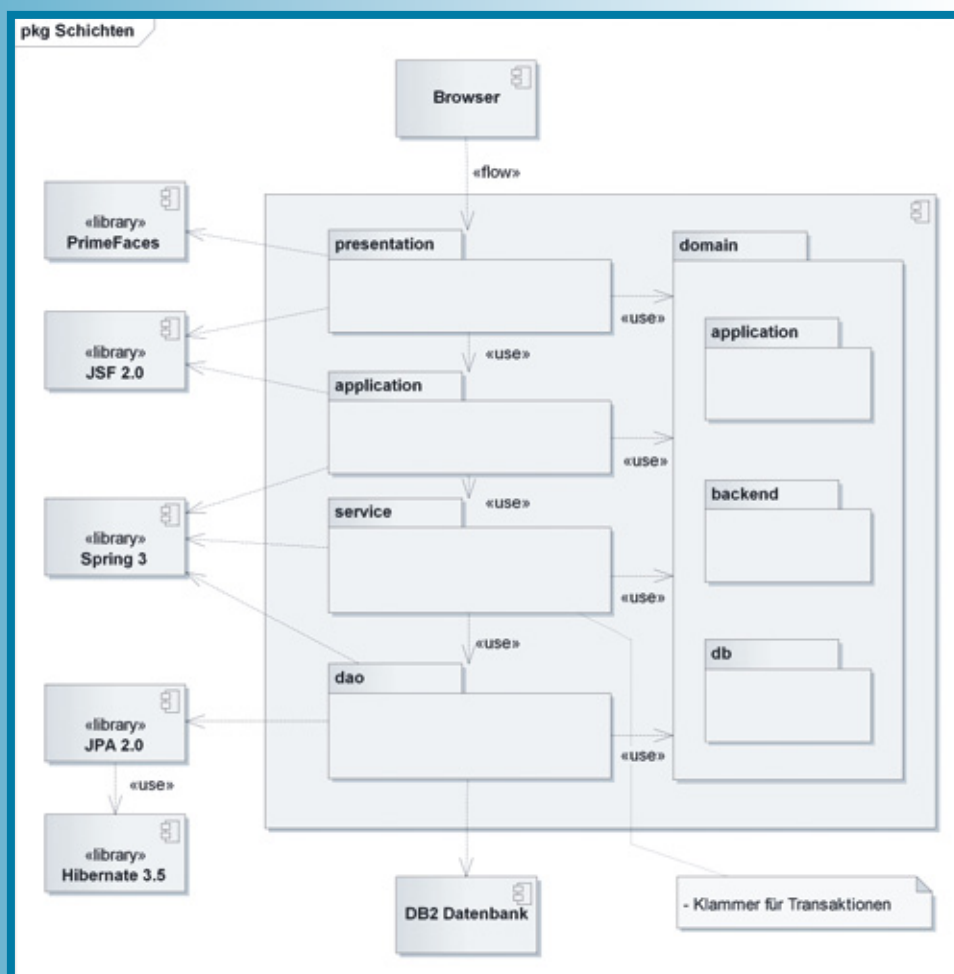 pkg Schichten
Browser
«flow»
«library»
PrimeFaces
presentation
domain
«use»
«use»
«library»
JSF 2.0
application
application
«use»
«use»
«library»
Spring 3
service
backend
«use»
«use»
dao
db
«library»
JPA 2.0
«use»
«use»
«library»
Hibernate 3.5
DB2 Datenbank
- Klammer für Transaktionen